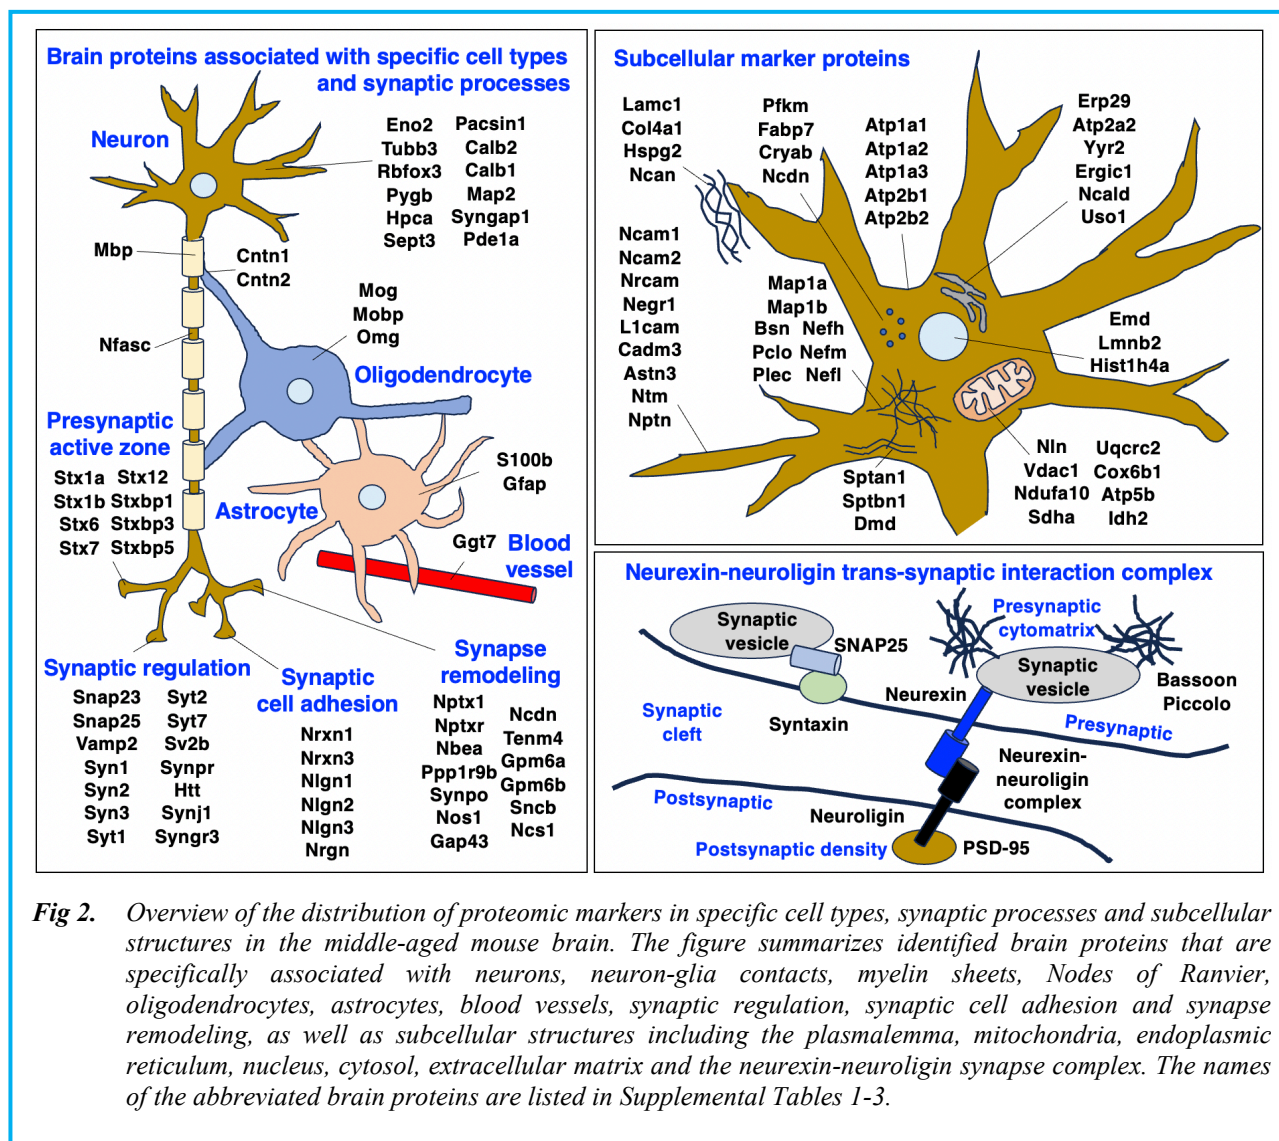 Brain proteins associated with specific cell types
and synaptic processes
Neuron
Eno2 Pacsin1
Tubb3 Calb2
Rbfox3 Calb1
Pygb Map2
Hpca Syngap1
Sept3 Pde1a
Mbp
Cntn1
Cntn2
Mog
Mobp
Omg
Nfasc
Oligodendrocyte
Presynaptic
active zone
Stx1a Stx12
Stx1b Stxbp1
Stx6 Stxbp3
Stx7 Stxbp5
S100b
Gfap
Astrocyte
Ggt7
Blood
vessel
Synaptic regulation
Snap23 Syt2
Snap25 Syt7
Vamp2 Sv2b
Syn1 Synpr
Syn2 Htt
Syn3 Synj1
Syt1 Syngr3
Synaptic
cell adhesion
Nrxn1
Nrxn3
Nlgn1
Nlgn2
Nlgn3
Nrgn
Synapse
remodeling
Nptx1
Nptxr
Nbea
Ppp1r9b
Synpo
Nos1
Gap43
Ncdn
Tenm4
Gpm6a
Gpm6b
Sncb
Ncs1
Subcellular marker proteins
Lamc1
Col4a1
Hspg2
Ncan
Pfkm
Fabp7
Cryab
Ncdn
Atp1a1
Atp1a2
Atp1a3
Atp2b1
Atp2b2
Erp29
Atp2a2
Yyr2
Ergic1
Ncald
Uso1
Ncam1
Ncam2
Nrcam
Negr1
L1cam
Cadm3
Astn3
Ntm
Nptn
Map1a
Map1b
Bsn Nefh
Pclo Nefm
Plec Nefl
Emd
Lmnb2
Hist1h4a
Sptan1
Sptbn1
Dmd
Nln
Vdac1
Ndufa10
Sdha
Uqcrc2
Cox6b1
Atp5b
Idh2
Neurexin-neuroligin trans-synaptic interaction complex
Synaptic
vesicle
SNAP25
Presynaptic
cytomatrix
Synaptic
vesicle
Bassoon
Piccolo
Neurexin
Syntaxin
Synaptic
cleft
Presynaptic
Neurexin-
neuroligin
complex
Postsynaptic
Neuroligin
Postsynaptic density
PSD-95
Fig 2. Overview of the distribution of proteomic markers in specific cell types, synaptic processes and subcellular
structures in the middle-aged mouse brain. The figure summarizes identified brain proteins that are
specifically associated with neurons, neuron-glia contacts, myelin sheets, Nodes of Ranvier,
oligodendrocytes, astrocytes, blood vessels, synaptic regulation, synaptic cell adhesion and synapse
remodeling, as well as subcellular structures including the plasmalemma, mitochondria, endoplasmic
reticulum, nucleus, cytosol, extracellular matrix and the neurexin-neuroligin synapse complex. The names
of the abbreviated brain proteins are listed in Supplemental Tables 1-3.